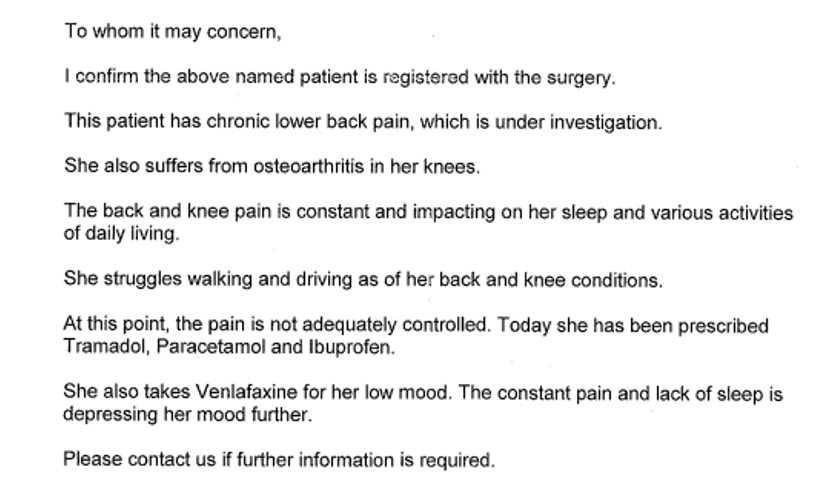 To whom it may concern,
I confirm the above named patient is registered with the surgery.
This patient has chronic lower back pain, which is under investigation.
She also suffers from osteoarthritis in her knees.
The back and knee pain is constant and impacting on her sleep and various activities
of daily living.
She struggles walking and driving as of her back and knee conditions.
At this point, the pain is not adequately controlled. Today she has been prescribed
Tramadol, Paracetamol and Ibuprofen.
She also takes Venlafaxine for her low mood. The constant pain and lack of sleep is
depressing her mood further.
Please contact us if further information is required.